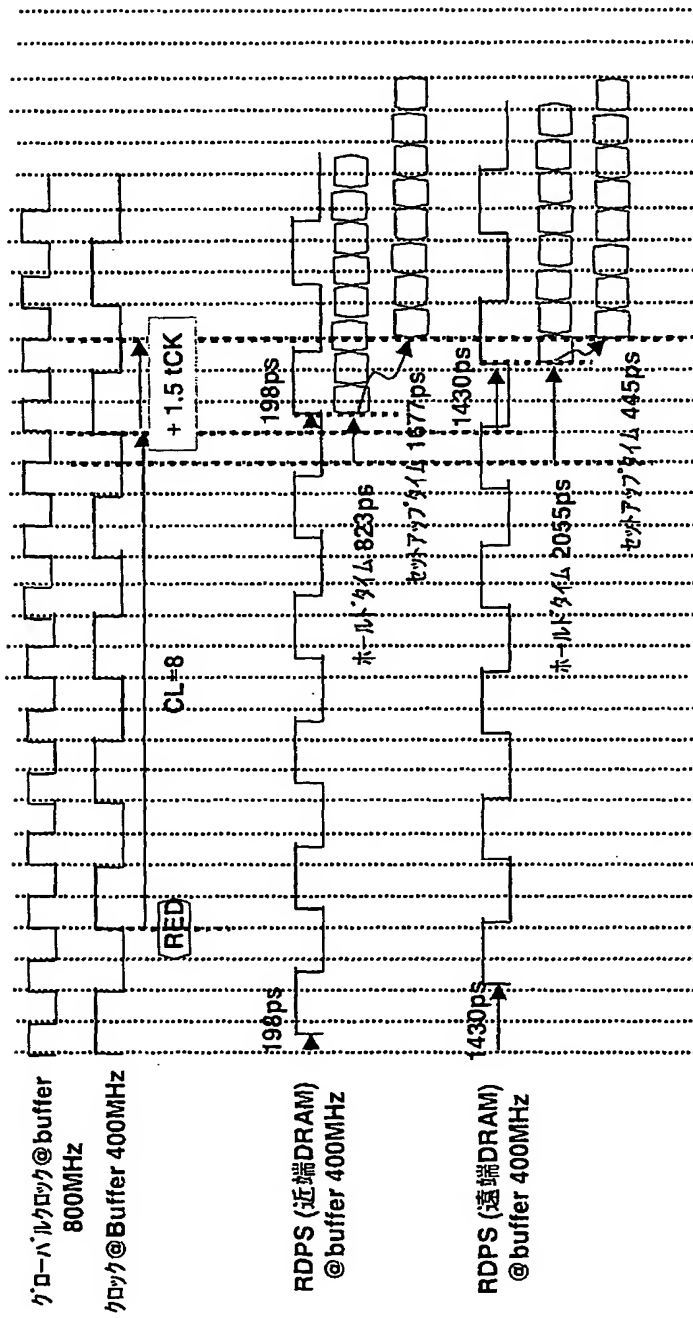 グローバルクロック@buffer
800MHz
クロック@Buffer 400MHz
RED
CL=8
+ 1.5 tCK
RDPS (近端DRAM)
@buffer 400MHz
198ps
198ps
ホールドタイム 823ps
セットアップタイム 1677ps
RDPS (遠端DRAM)
@buffer 400MHz
1430ps
1430ps
ホールドタイム 2055ps
セットアップタイム 445ps